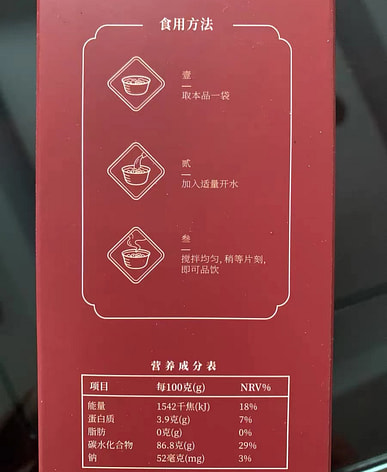 食用方法
壹
取本品一袋
贰
加入适量开水
叁
搅拌均匀,稍等片刻,
即可品饮
营养成分表
项目 每100克(g) NRV%
能量 1542千焦(kJ) 18%
蛋白质 3.9克(g) 7%
脂肪 0克(g) 0%
碳水化合物 86.8克(g) 29%
钠 52毫克(mg) 3%